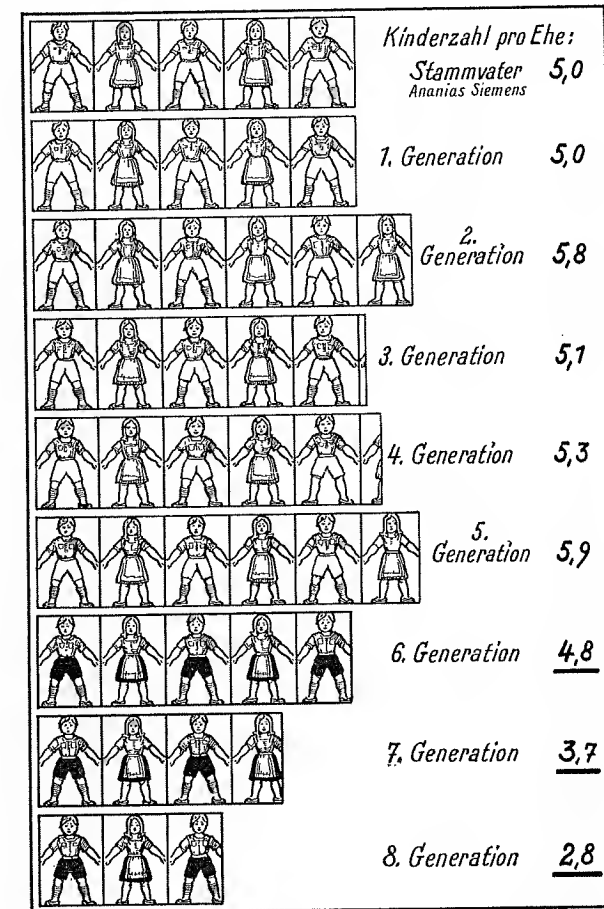 Kinderzahl pro Ehe:
Stammvater 5,0
Ananias Siemens
1. Generation 5,0
2.
Generation 5,8
3. Generation 5,1
4. Generation 5,3
5.
Generation 5,9
6. Generation 4,8
7. Generation 3,7
8. Generation 2,8